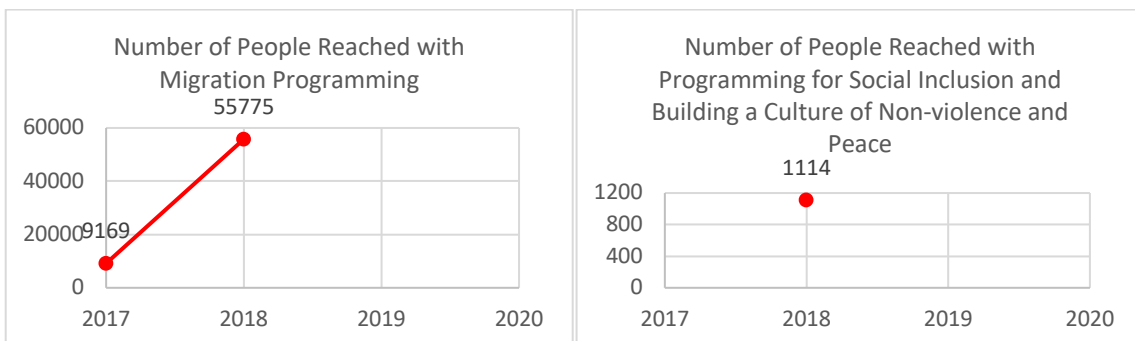 Number of People Reached with
Migration Programming
55775
60000
40000
20000
9169
0
2017 2018 2019 2020
Number of People Reached with
Programming for Social Inclusion and
Building a Culture of Non-violence and
Peace
1114
1200
800
400
0
2017 2018 2019 2020